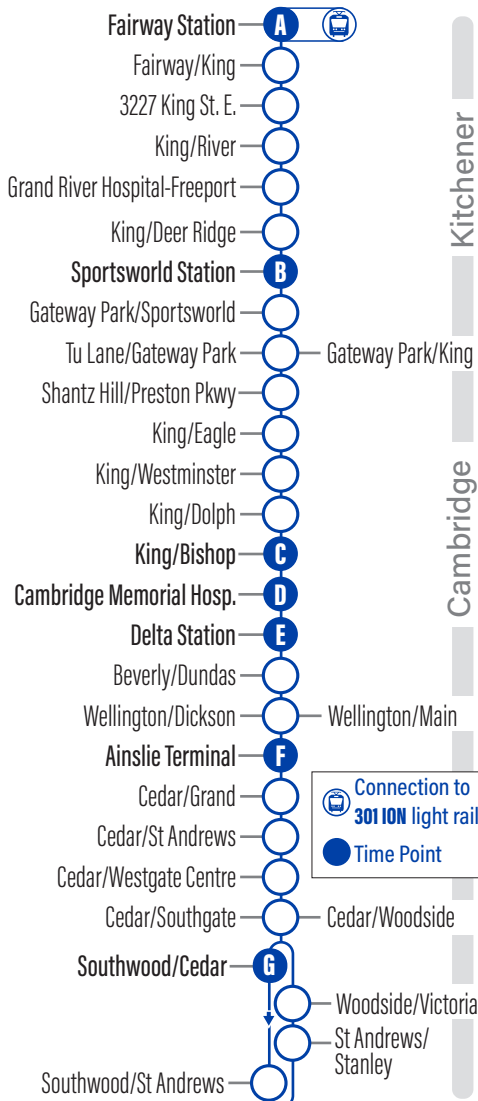 Fairway Station
A
Fairway/King
3227 King St. E.
King/River
Grand River Hospital-Freeport
King/Deer Ridge
Sportsworld Station
B
Gateway Park/Sportsworld
Tu Lane/Gateway Park
Gateway Park/King
Shantz Hill/Preston Pkwy
King/Eagle
King/Westminster
King/Dolph
King/Bishop
C
Cambridge Memorial Hosp.
D
Delta Station
E
Beverly/Dundas
Wellington/Dickson
Wellington/Main
Ainslie Terminal
F
Cedar/Grand
Cedar/St Andrews
Cedar/Westgate Centre
Cedar/Southgate
Cedar/Woodside
Southwood/Cedar
G
Woodside/Victoria
St Andrews/
Stanley
Southwood/St Andrews
Kitchener
Cambridge
Connection to
301 ION light rail
Time Point